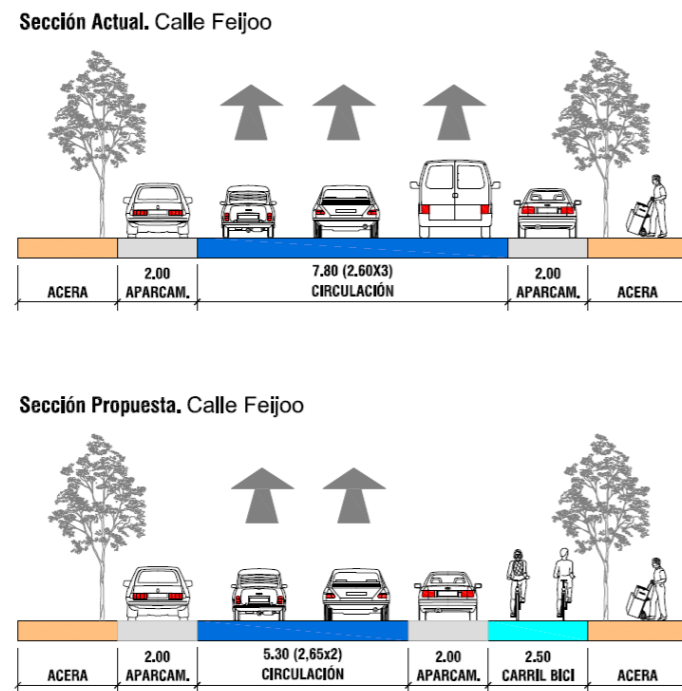 Sección Actual. Calle Feijoo
2.00 7.80 (2.60X3) 2.00
ACERA APARCAM. CIRCULACIÓN APARCAM. ACERA
Sección Propuesta. Calle Feijoo
2.00 5.30 (2,65x2) 2.00 2.50
ACERA APARCAM. CIRCULACIÓN APARCAM. CARRIL BICI ACERA